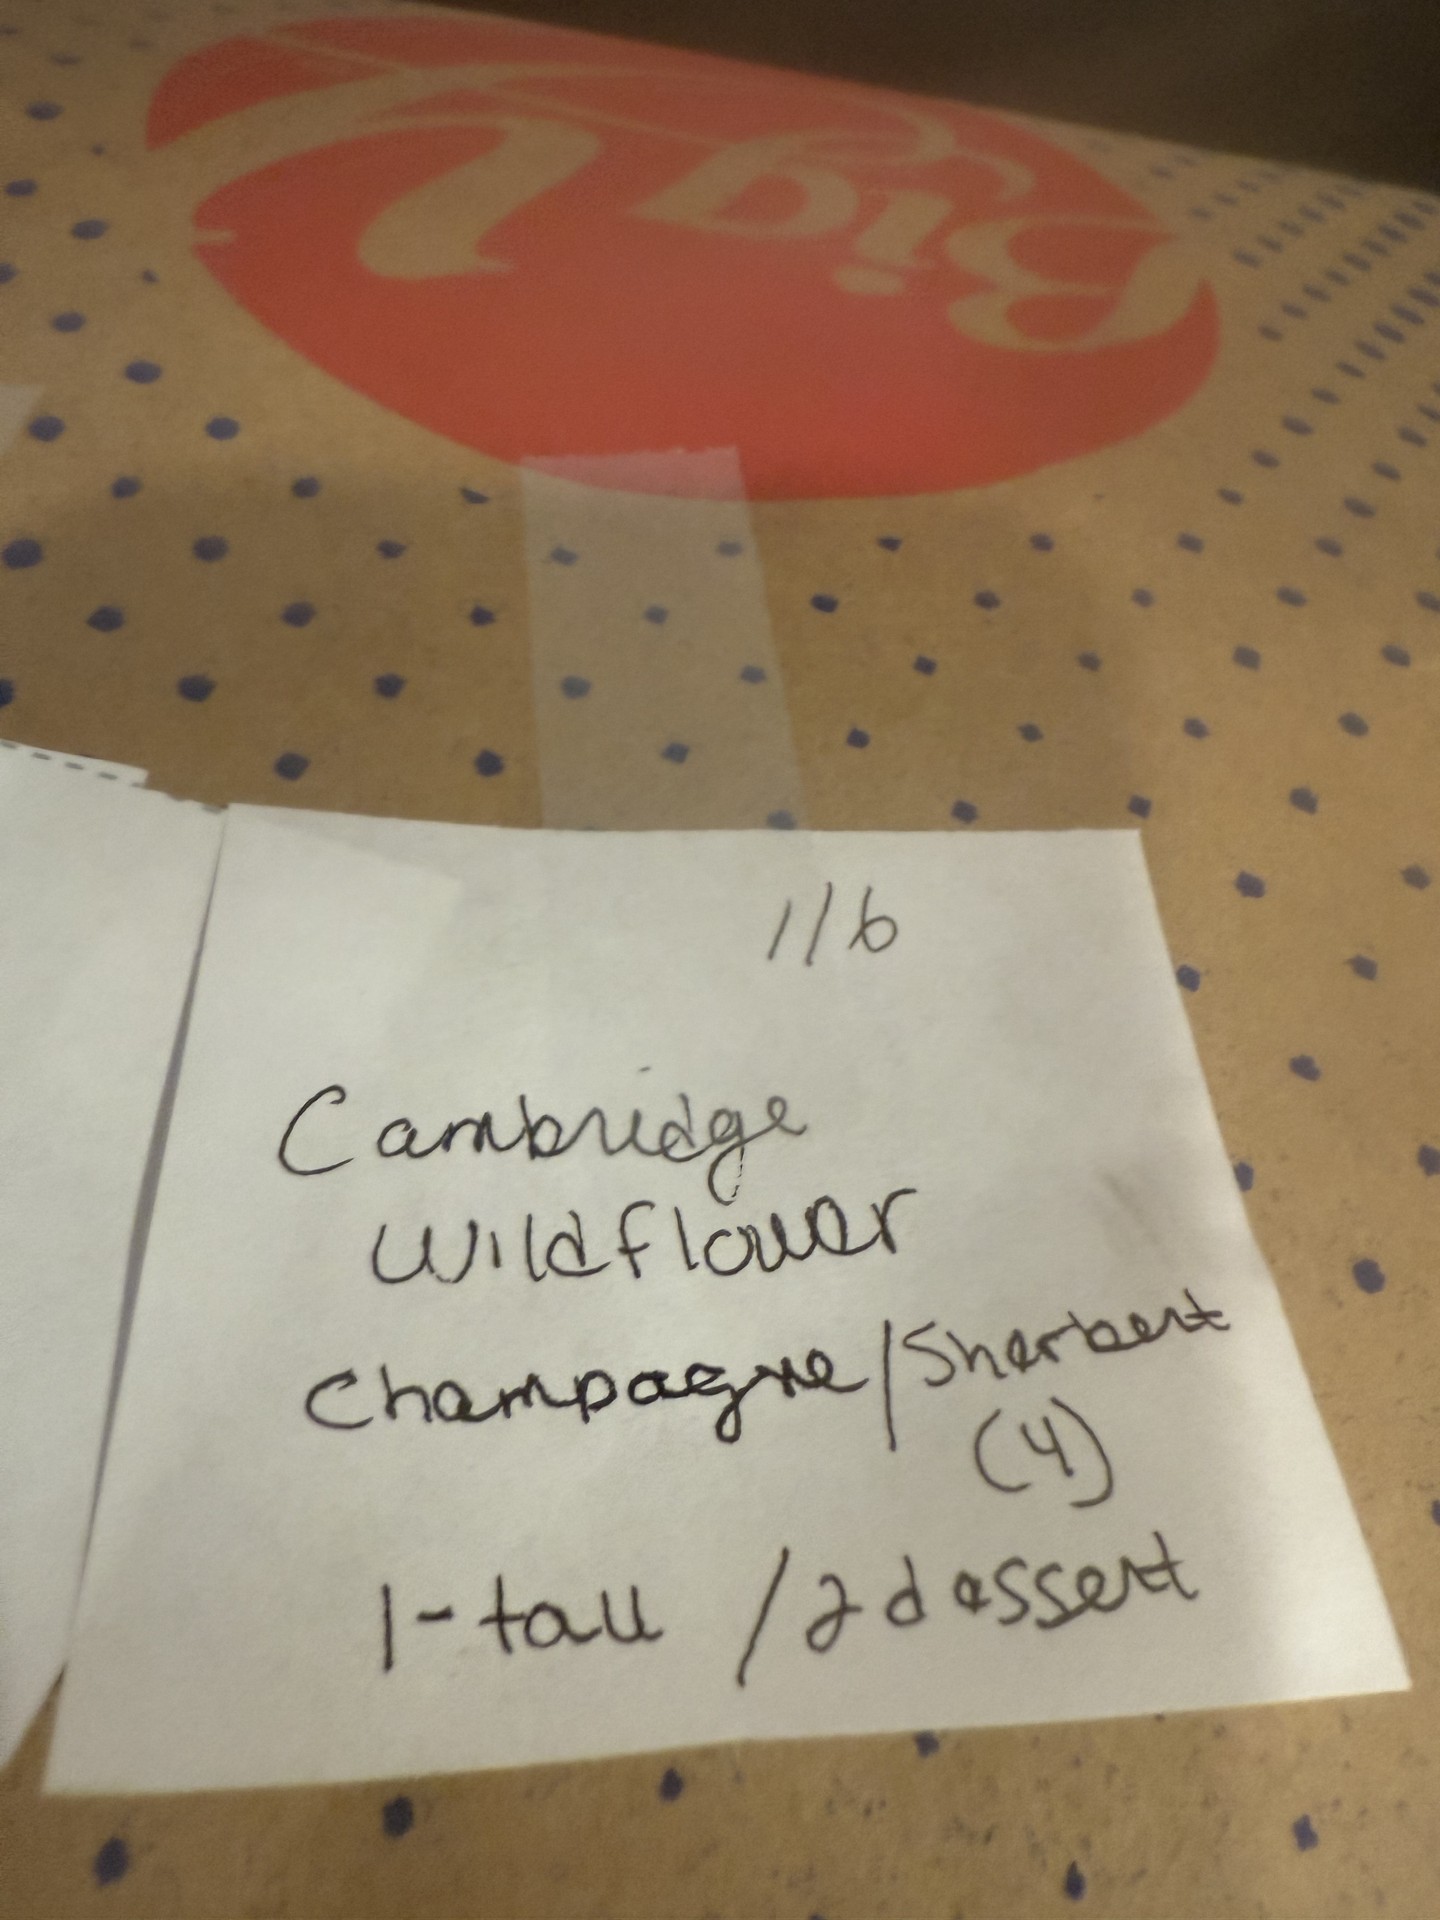 Big Y
1/6
Cambridge
Wildflower
Champagne/Sherbert
(4)
1-tall / 2 dessert